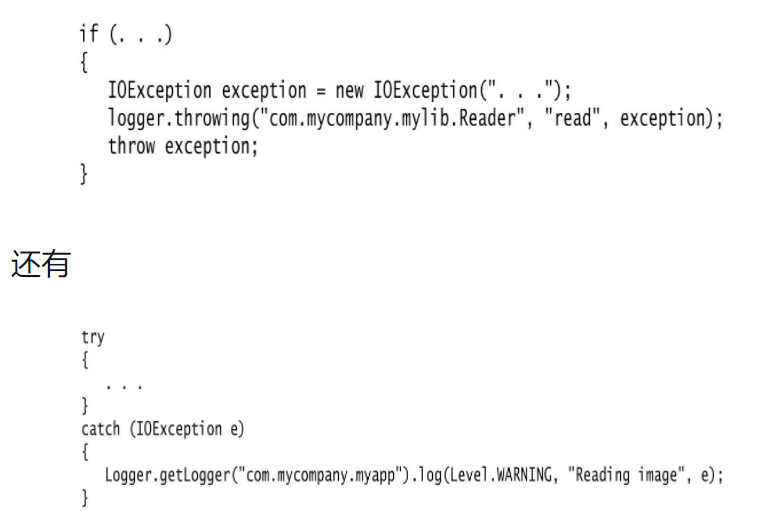 if (. . .)
{
IOException exception = new IOException(". . .");
logger.throwing("com.mycompany.mylib.Reader", "read", exception);
throw exception;
}
还有
try
{
. . .
}
catch (IOException e)
{
Logger.getLogger("com.mycompany.myapp").log(Level.WARNING, "Reading image", e);
}